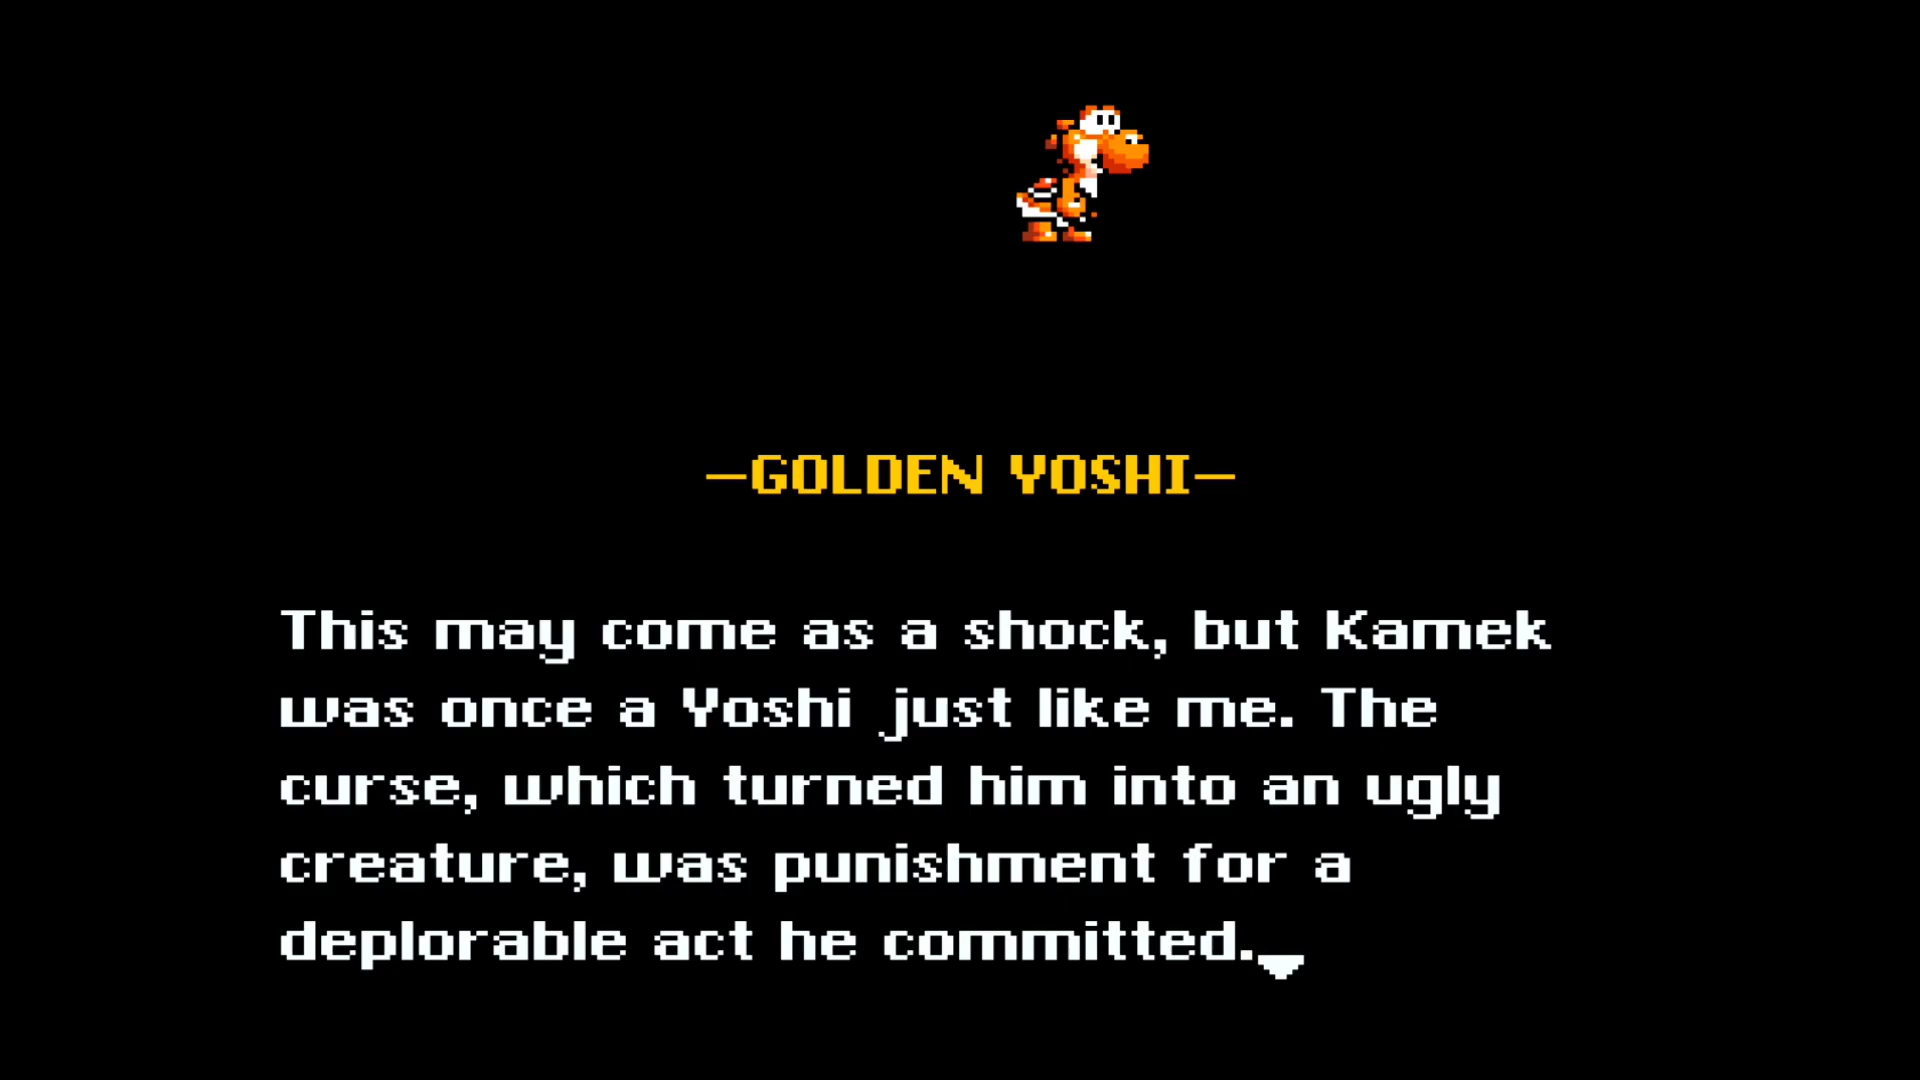 —GOLDEN YOSHI—
This may come as a shock, but Kamek
was once a Yoshi just like me. The
curse, which turned him into an ugly
creature, was punishment for a
deplorable act he committed.